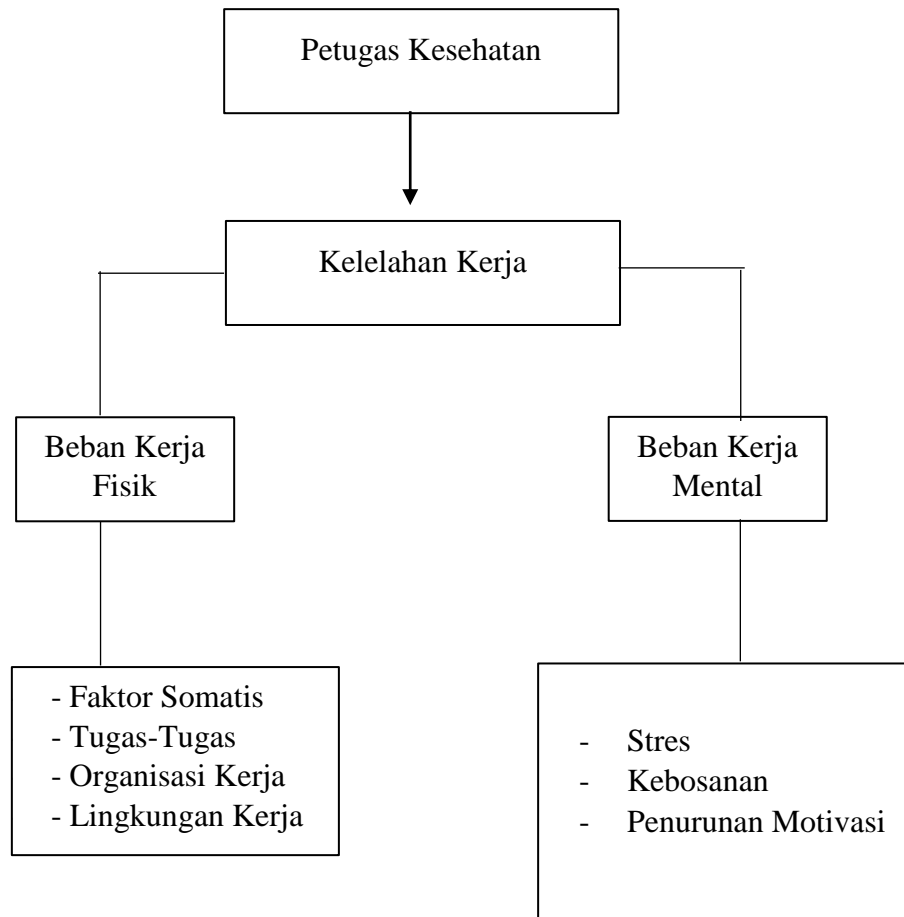 Petugas Kesehatan
Kelelahan Kerja
Beban Kerja
Fisik
Beban Kerja
Mental
- Faktor Somatis
- Tugas-Tugas
- Organisasi Kerja
- Lingkungan Kerja
- Stres
- Kebosanan
- Penurunan Motivasi